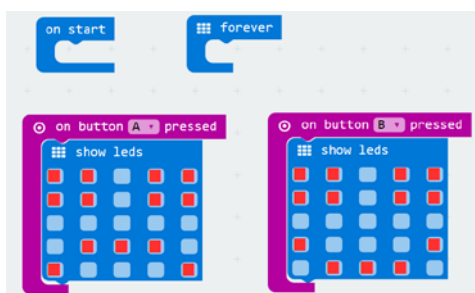 on start
forever
on button A pressed
show leds
on button B pressed
show leds